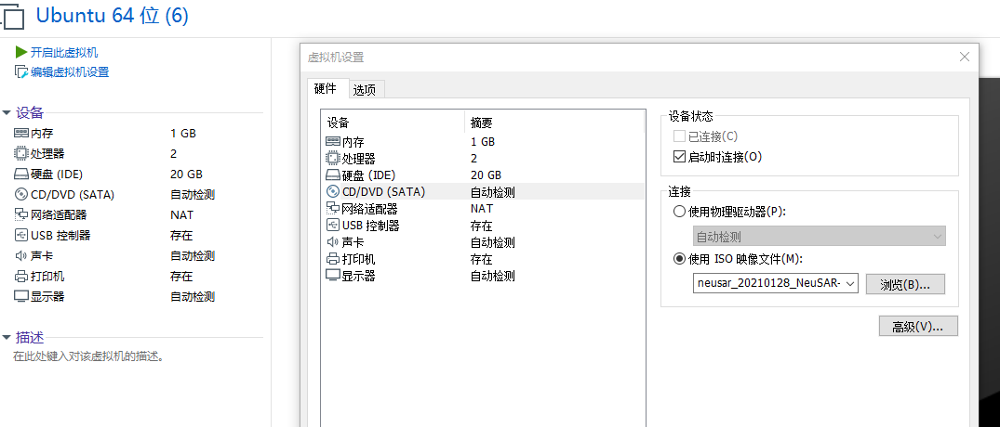 Ubuntu 64 位 (6)
开启此虚拟机
编辑虚拟机设置
设备
内存 1 GB
处理器 2
硬盘 (IDE) 20 GB
CD/DVD (SATA) 自动检测
网络适配器 NAT
USB 控制器 存在
声卡 自动检测
打印机 存在
显示器 自动检测
描述
在此处键入对该虚拟机的描述。
虚拟机设置
硬件 选项
设备 摘要
内存 1 GB
处理器 2
硬盘 (IDE) 20 GB
CD/DVD (SATA) 自动检测
网络适配器 NAT
USB 控制器 存在
声卡 自动检测
打印机 存在
显示器 自动检测
设备状态
已连接(C)
启动时连接(O)
连接
使用物理驱动器(P):
自动检测
使用 ISO 映像文件(M):
neusar_20210128_NeuSAR- 浏览(B)...
高级(V)...